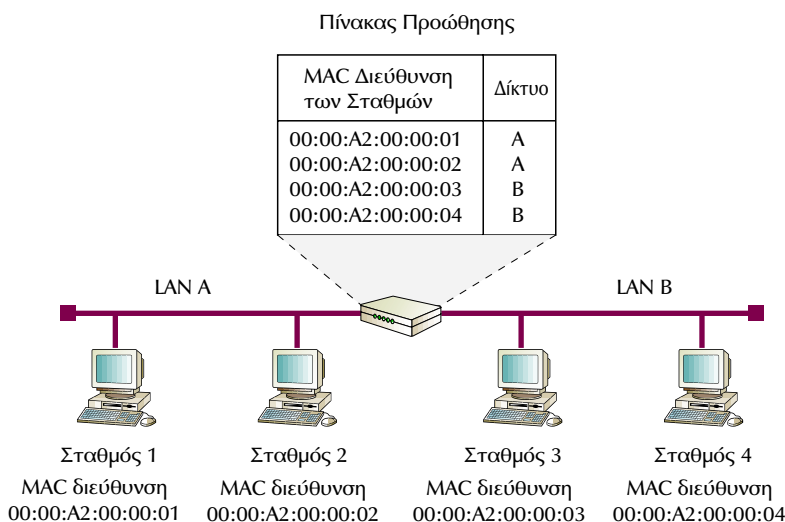 Πίνακας Προώθησης
MAC Διεύθυνση των Σταθμών
Δίκτυο
00:00:A2:00:00:01 A
00:00:A2:00:00:02 A
00:00:A2:00:00:03 B
00:00:A2:00:00:04 B
LAN A
LAN B
Σταθμός 1
Σταθμός 2
Σταθμός 3
Σταθμός 4
MAC διεύθυνση
00:00:A2:00:00:01
MAC διεύθυνση
00:00:A2:00:00:02
MAC διεύθυνση
00:00:A2:00:00:03
MAC διεύθυνση
00:00:A2:00:00:04